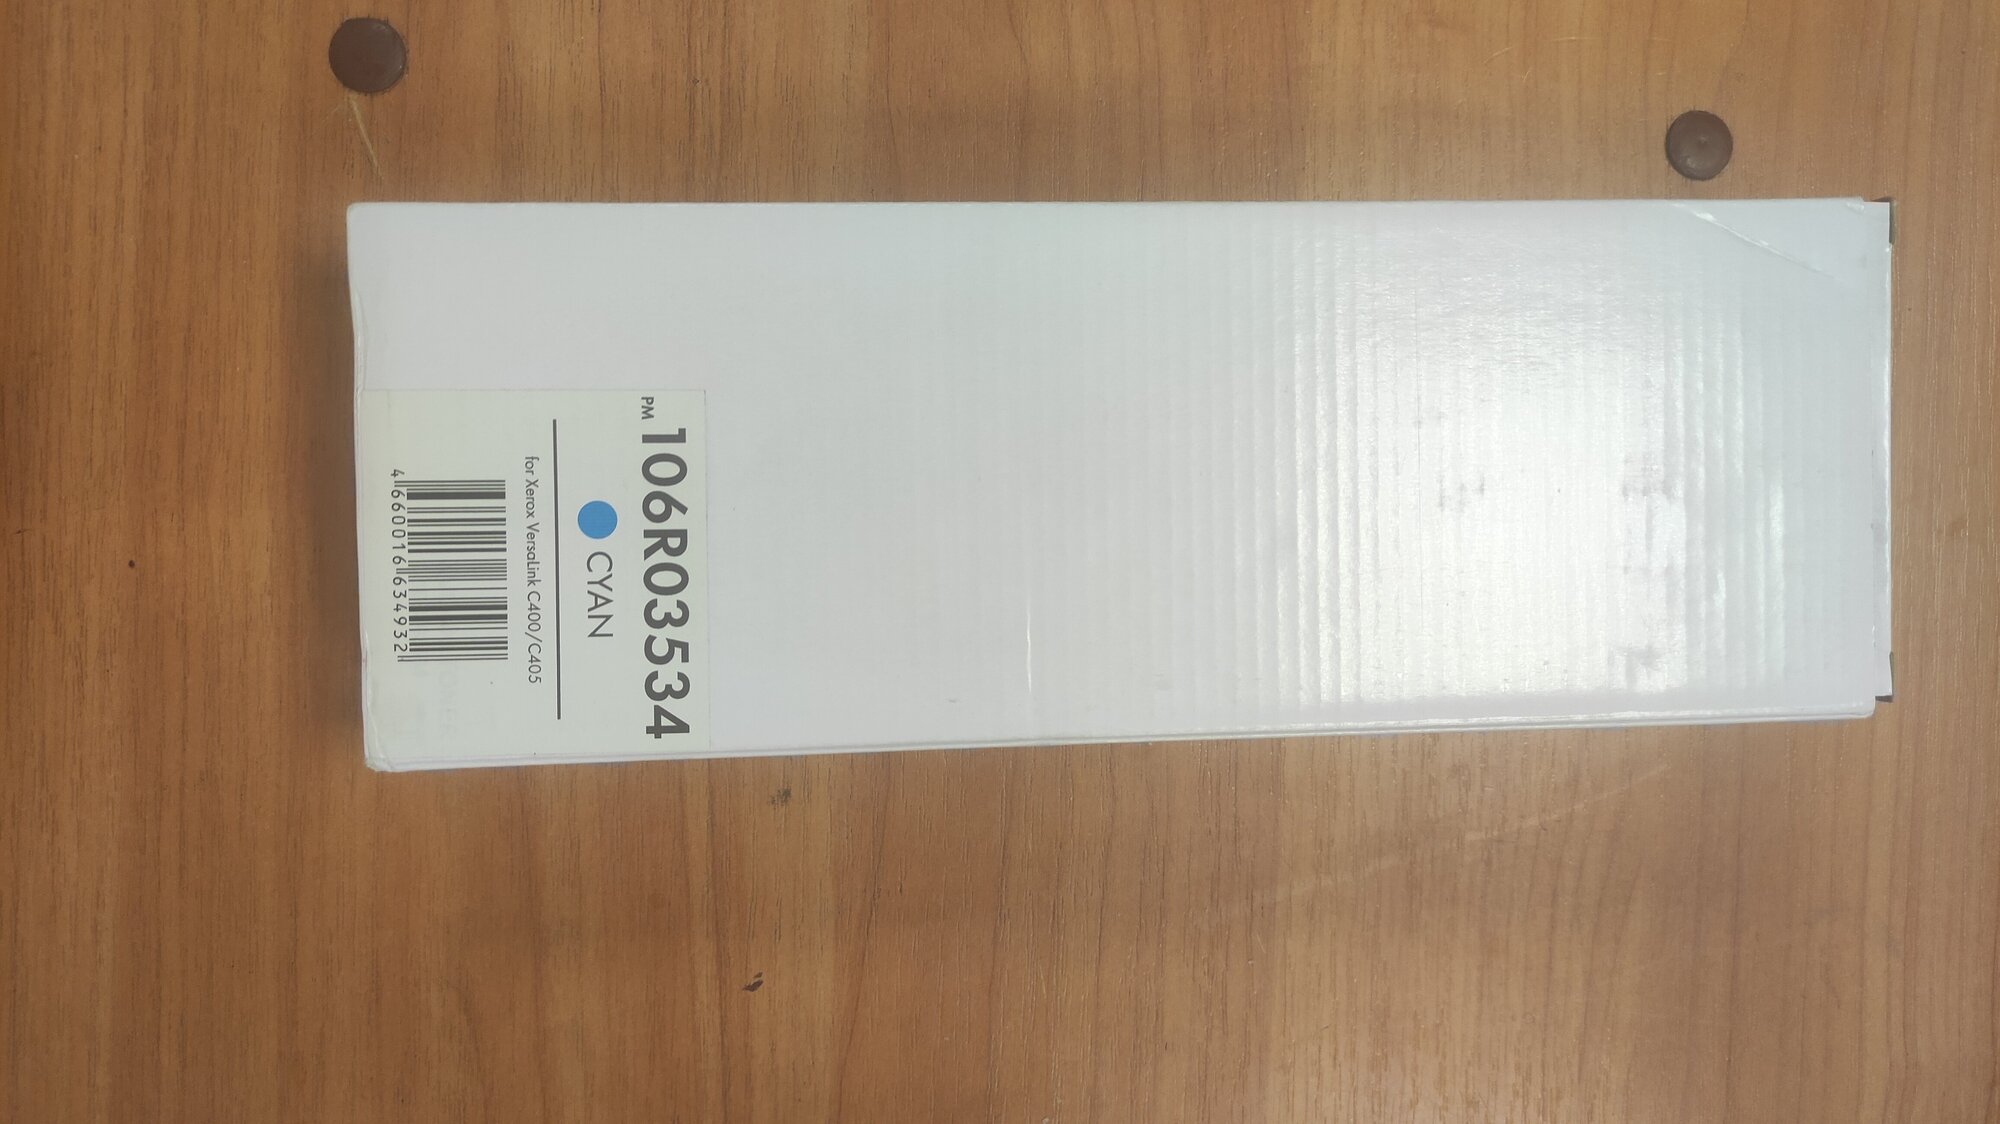 PM 106R03534
CYAN
for Xerox VersaLink C400/C405
4660016634932